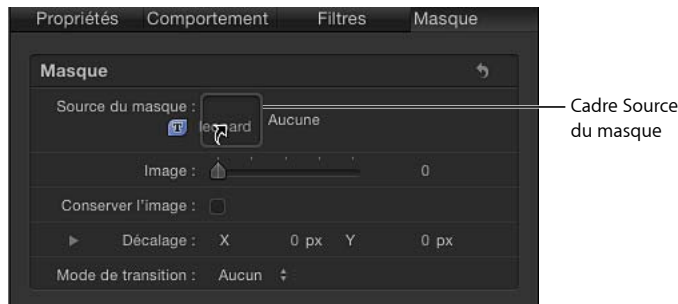 Propriétés Comportement Filtres Masque
Masque
Source du masque :
Aucune
leopard
Image : 0
Conserver l'image :
Décalage : X 0 px Y 0 px
Mode de transition : Aucun
Cadre Source
du masque